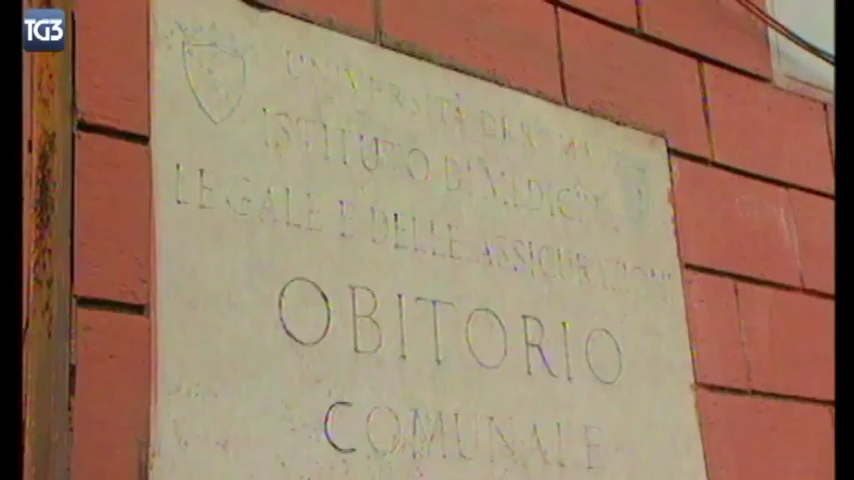 TG3
UNIVERSITÀ DI ROMA
ISTITUTO DI MEDICINA
LEGALE E DELLE ASSICURAZIONI
OBITORIO
COMUNALE